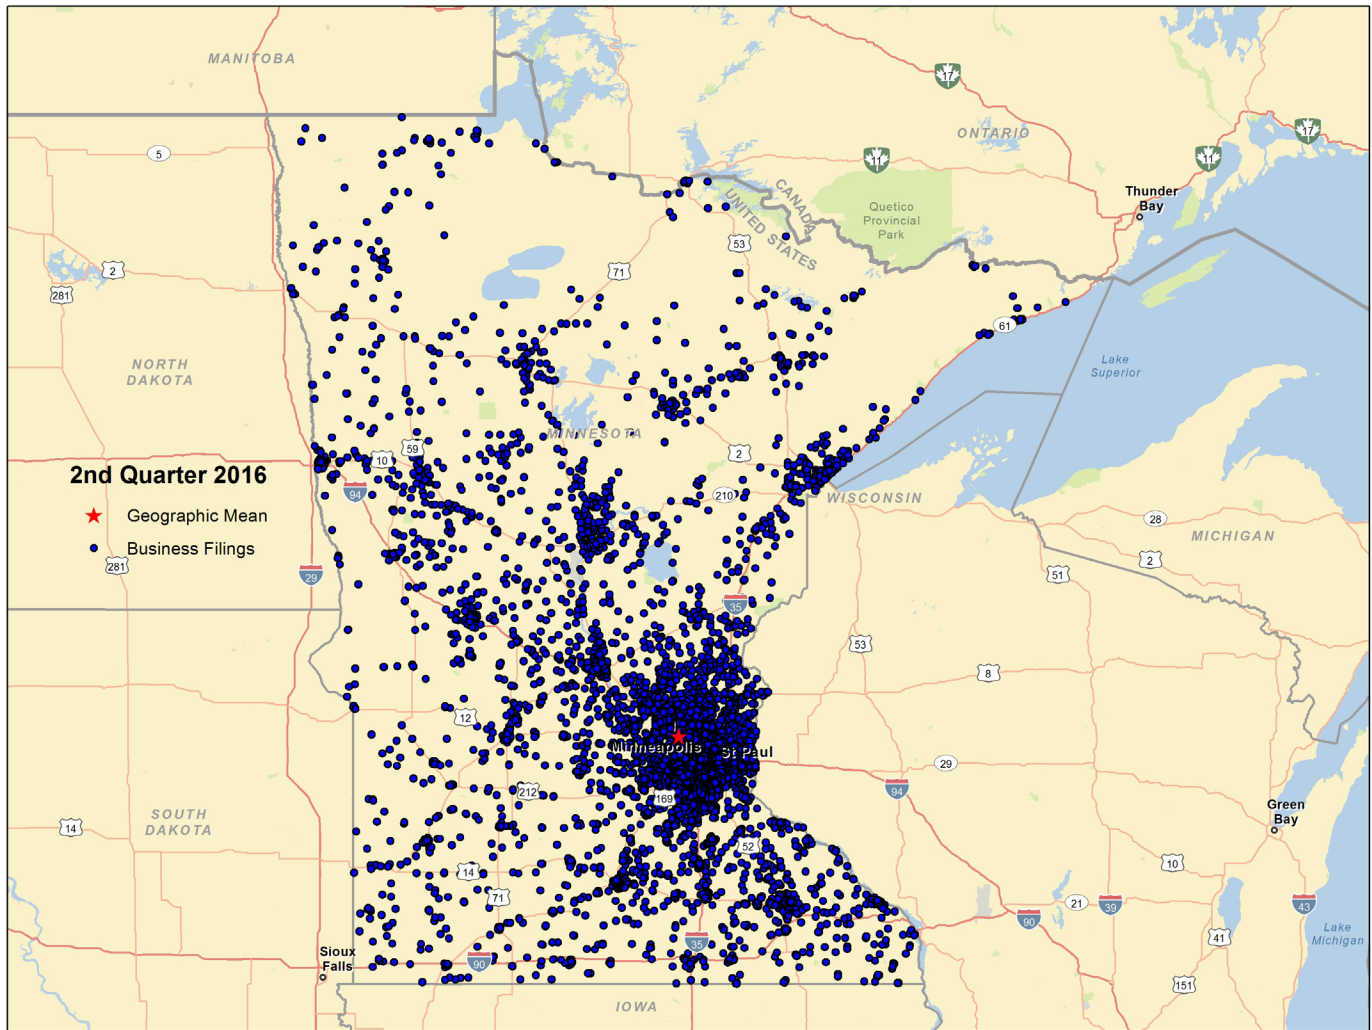 MANITOBA
17
ONTARIO
17
5
11
11
CANADA
UNITED STATES
Thunder
Bay
Quetico
Provincial
Park
53
2
71
281
61
NORTH
DAKOTA
Lake
Superior
MINNESOTA
59
10
2
2nd Quarter 2016
94
210
WISCONSIN
Geographic Mean
28
MICHIGAN
Business Filings
281
29
2
51
35
53
8
12
Minneapolis
St Paul
29
212
169
94
SOUTH
DAKOTA
14
Green
Bay
52
14
10
71
21
39
43
90
35
41
Lake
Michigan
Sioux
Falls
90
151
IOWA